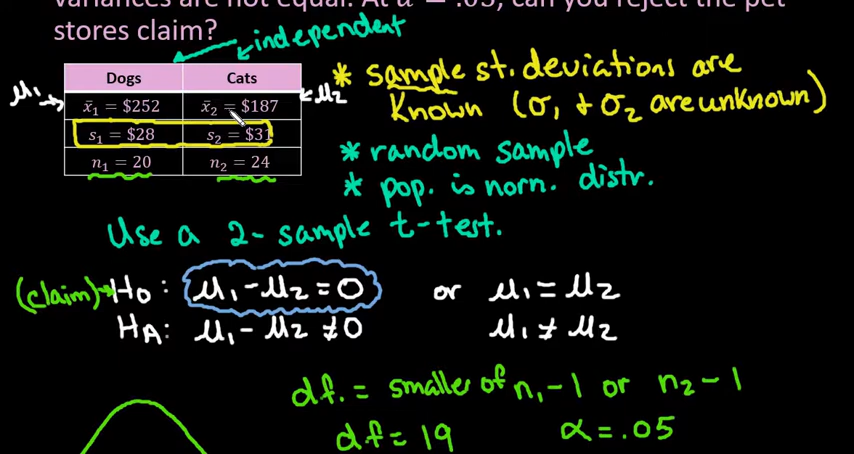 variances are not equal. At α = .05, can you reject the pet
stores claim?
independent
Dogs Cats
μ₁ x̄₁ = $252 x̄₂ = $187 μ₂
s₁ = $28 s₂ = $31
n₁ = 20 n₂ = 24
* sample st. deviations are
known (σ₁ + σ₂ are unknown)
* random sample
* pop. is norm. distr.
Use a 2-sample t-test.
(claim) H₀: μ₁ - μ₂ = 0 or μ₁ = μ₂
H_A: μ₁ - μ₂ ≠ 0 μ₁ ≠ μ₂
d.f. = smaller of n₁ - 1 or n₂ - 1
df = 19 α = .05